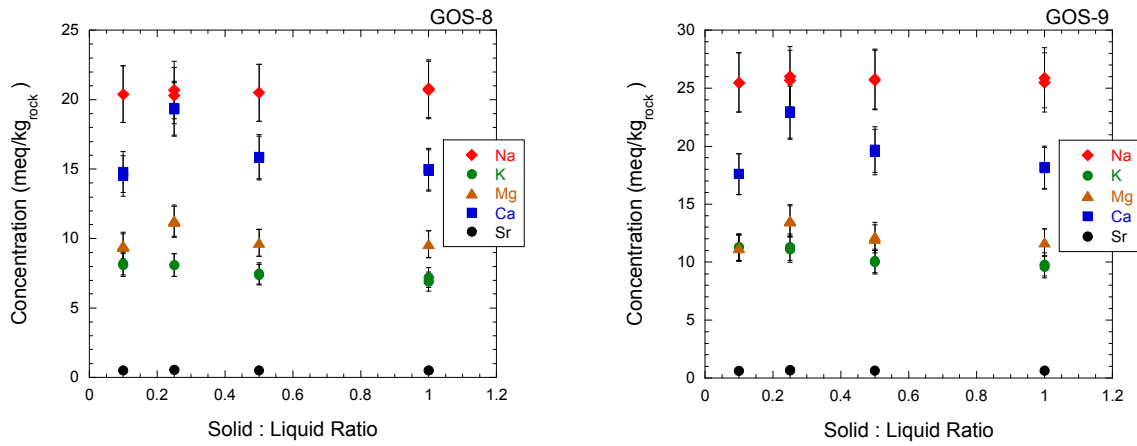 GOS-8
25
20
15
10
5
0
Concentration (meq/kg_rock )
Na
K
Mg
Ca
Sr
0 0.2 0.4 0.6 0.8 1 1.2
Solid : Liquid Ratio
GOS-9
30
25
20
15
10
5
0
Concentration (meq/kg_rock )
Na
K
Mg
Ca
Sr
0 0.2 0.4 0.6 0.8 1 1.2
Solid : Liquid Ratio